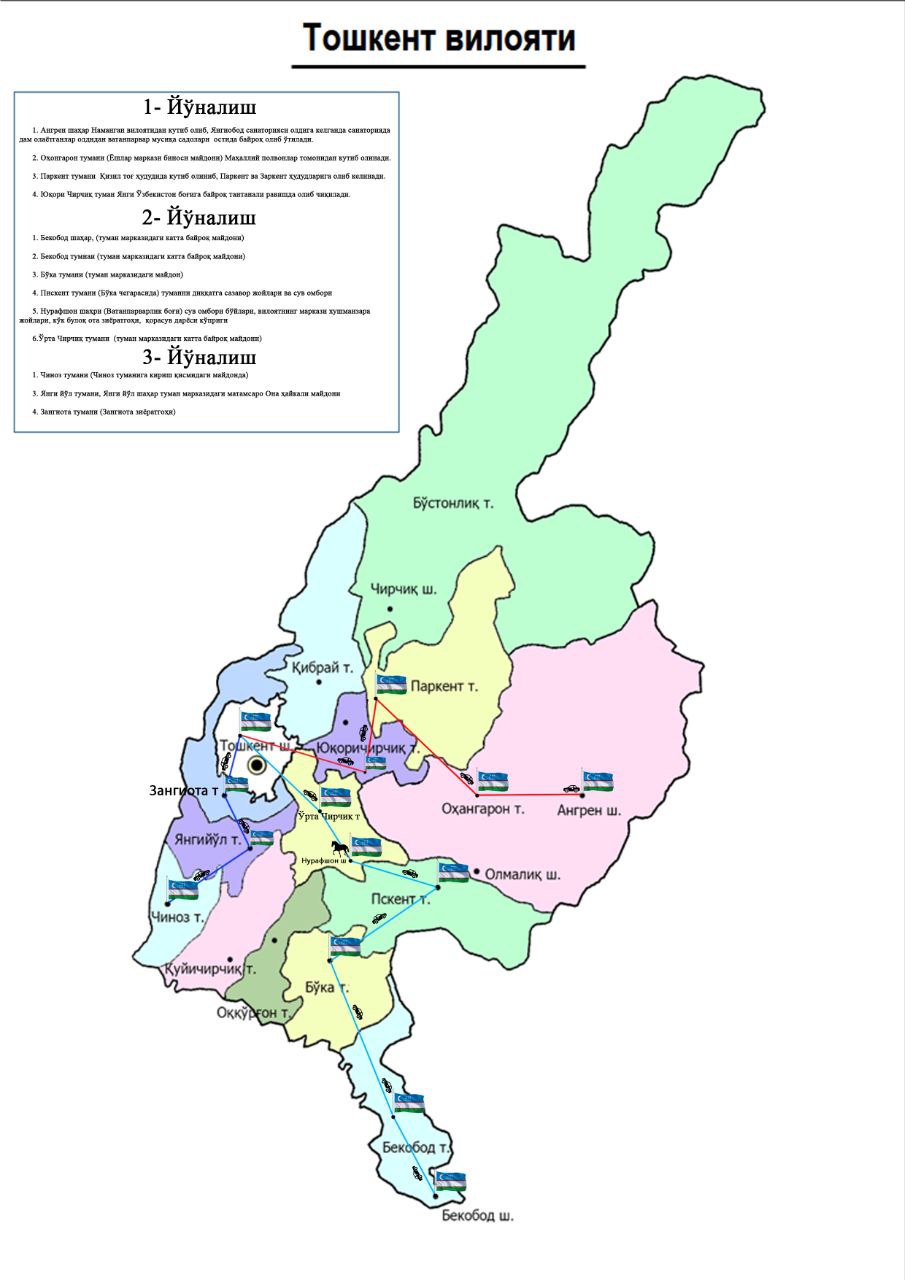 Тошкент вилояти
1- Йўналиш
1. Ангрен шаҳар Наманган вилоятидан кутиб олиб, Янгиобод санаторияси олдига келганда санаторияда
дам олаётганлар олдидан ватанпарвар мусиқа садолари остида байроқ олиб ўтилади.
2. Оҳонгарон тумани (Ёшлар маркази биноси майдони) Маҳаллий полвонлар томонидан кутиб олинади.
3. Паркент тумани Қизил тоғ ҳудудида кутиб олиниб, Паркент ва Заркент ҳудудларига олиб келинади.
4. Юқори Чирчиқ туман Янги Ўзбекистон боғига байроқ тантанали равишда олиб чиқилади.
2- Йўналиш
1. Бекобод шаҳар, (туман марказидаги катта байроқ майдони)
2. Бекобод тумнаи (туман марказидаги катта байроқ майдони)
3. Бўка тумани (туман марказидаги майдон)
4. Пискент тумани (Бўка чегарасида) туманни диққатга сазавор жойлари ва сув омбори
5. Нурафшон шаҳри (Ватанпарварлик боғи) сув омбори бўйлари, вилоятнинг маркази хушманзара
жойлари, кўк булоқ ота зиёратгоҳи, қорасув дарёси кўприги
6.Ўрта Чирчиқ тумани (туман марказидаги катта байроқ майдони)
3- Йўналиш
1. Чиноз тумани (Чиноз туманига кириш қисмидаги майдонда)
3. Янги йўл тумани, Янги йўл шаҳар туман марказидаги матамсаро Она ҳайкали майдони
4. Зангиота тумани (Зангиота зиёратгоҳи)
Бўстонлиқ т.
Чирчиқ ш.
Қибрай т.
Паркент т.
Тошкент ш.
Юқоричирчиқ т.
Зангиота т
Оҳангарон т.
Ангрен ш.
Ўрта Чирчиқ т
Янгийўл т.
Нурафшон ш
Олмалиқ ш.
Пскент т.
Чиноз т.
Қуйичирчиқ т.
Бўка т.
Оққўрғон т.
Бекобод т.
Бекобод ш.